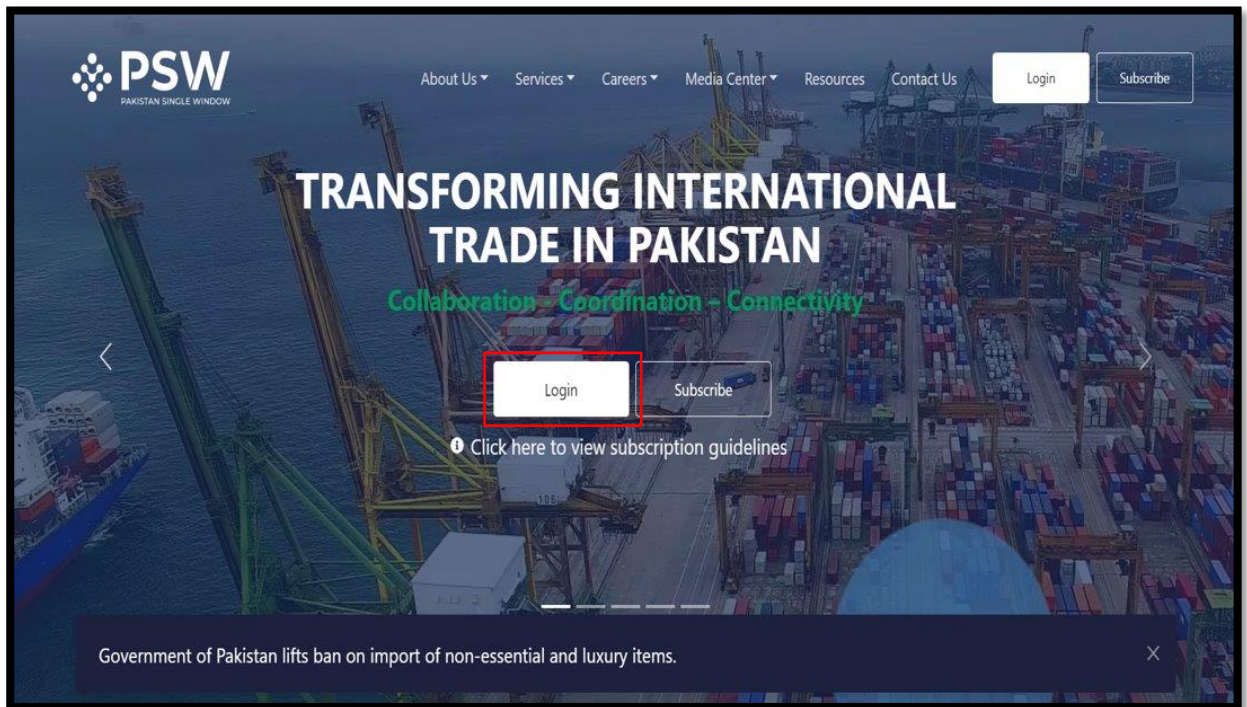 PSW
PAKISTAN SINGLE WINDOW
About Us Services Careers Media Center Resources Contact Us Login Subscribe
TRANSFORMING INTERNATIONAL
TRADE IN PAKISTAN
Collaboration - Coordination – Connectivity
Login Subscribe
Click here to view subscription guidelines
106
Government of Pakistan lifts ban on import of non-essential and luxury items.